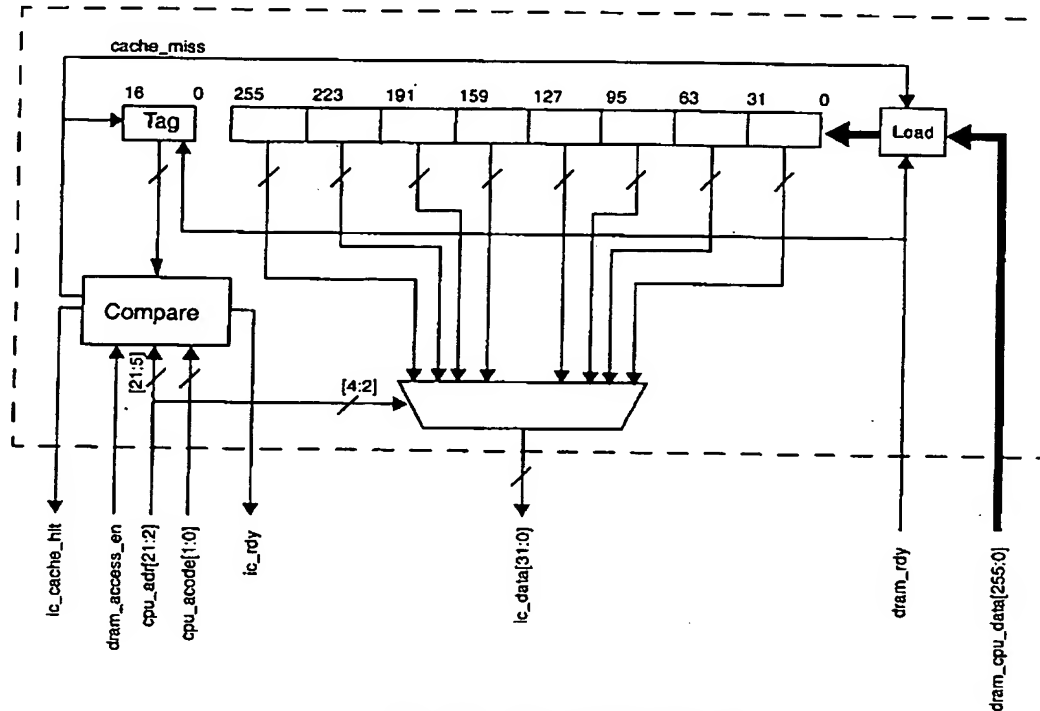 cache_miss
16 0 255 223 191 159 127 95 63 31 0
Tag
Load
Compare
[21:5]
[4:2]
ic_cache_hit
dram_access_en
cpu_adr[21:2]
cpu_acode[1:0]
ic_rdy
ic_data[31:0]
dram_rdy
dram_cpu_data[255:0]